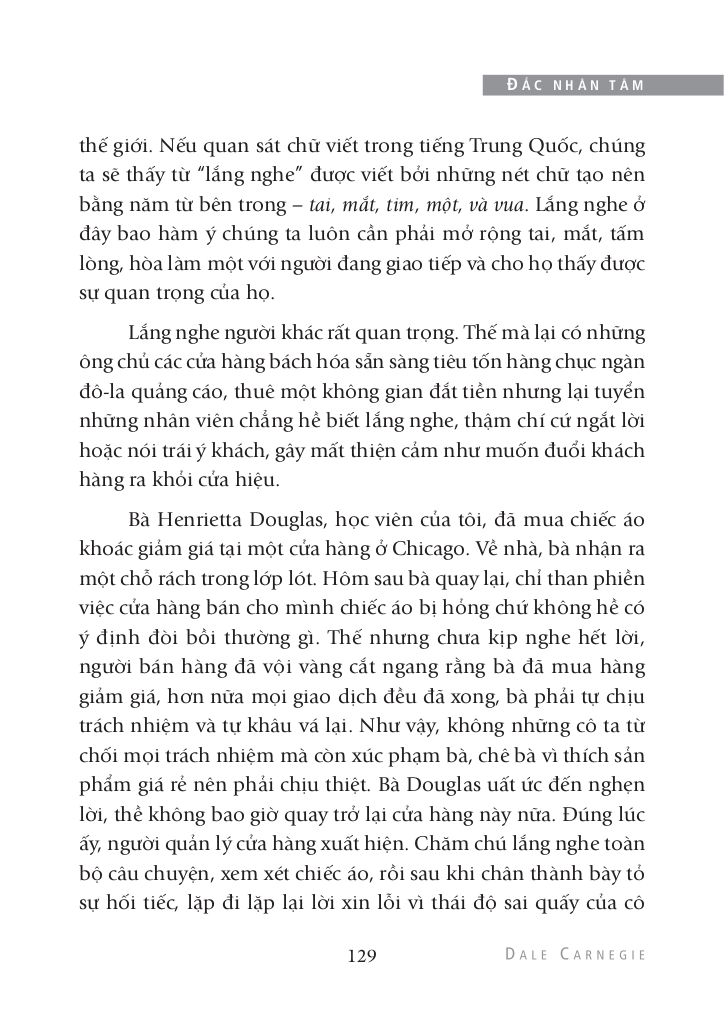 ĐẮC NHÂN TÂM
thế giới. Nếu quan sát chữ viết trong tiếng Trung Quốc, chúng
ta sẽ thấy từ “lắng nghe” được viết bởi những nét chữ tạo nên
bằng năm từ bên trong – tai, mắt, tim, một, và vua. Lắng nghe ở
đây bao hàm ý chúng ta luôn cần phải mở rộng tai, mắt, tấm
lòng, hòa làm một với người đang giao tiếp và cho họ thấy được
sự quan trọng của họ.
Lắng nghe người khác rất quan trọng. Thế mà lại có những
ông chủ các cửa hàng bách hóa sẵn sàng tiêu tốn hàng chục ngàn
đô-la quảng cáo, thuê một không gian đắt tiền nhưng lại tuyển
những nhân viên chẳng hề biết lắng nghe, thậm chí cứ ngắt lời
hoặc nói trái ý khách, gây mất thiện cảm như muốn đuổi khách
hàng ra khỏi cửa hiệu.
Bà Henrietta Douglas, học viên của tôi, đã mua chiếc áo
khoác giảm giá tại một cửa hàng ở Chicago. Về nhà, bà nhận ra
một chỗ rách trong lớp lót. Hôm sau bà quay lại, chỉ than phiền
việc cửa hàng bán cho mình chiếc áo bị hỏng chứ không hề có
ý định đòi bồi thường gì. Thế nhưng chưa kịp nghe hết lời,
người bán hàng đã vội vàng cắt ngang rằng bà đã mua hàng
giảm giá, hơn nữa mọi giao dịch đều đã xong, bà phải tự chịu
trách nhiệm và tự khâu vá lại. Như vậy, không những cô ta từ
chối mọi trách nhiệm mà còn xúc phạm bà, chê bà vì thích sản
phẩm giá rẻ nên phải chịu thiệt. Bà Douglas uất ức đến nghẹn
lời, thề không bao giờ quay trở lại cửa hàng này nữa. Đúng lúc
ấy, người quản lý cửa hàng xuất hiện. Chăm chú lắng nghe toàn
bộ câu chuyện, xem xét chiếc áo, rồi sau khi chân thành bày tỏ
sự hối tiếc, lặp đi lặp lại lời xin lỗi vì thái độ sai quấy của cô
129
DALE CARNEGIE